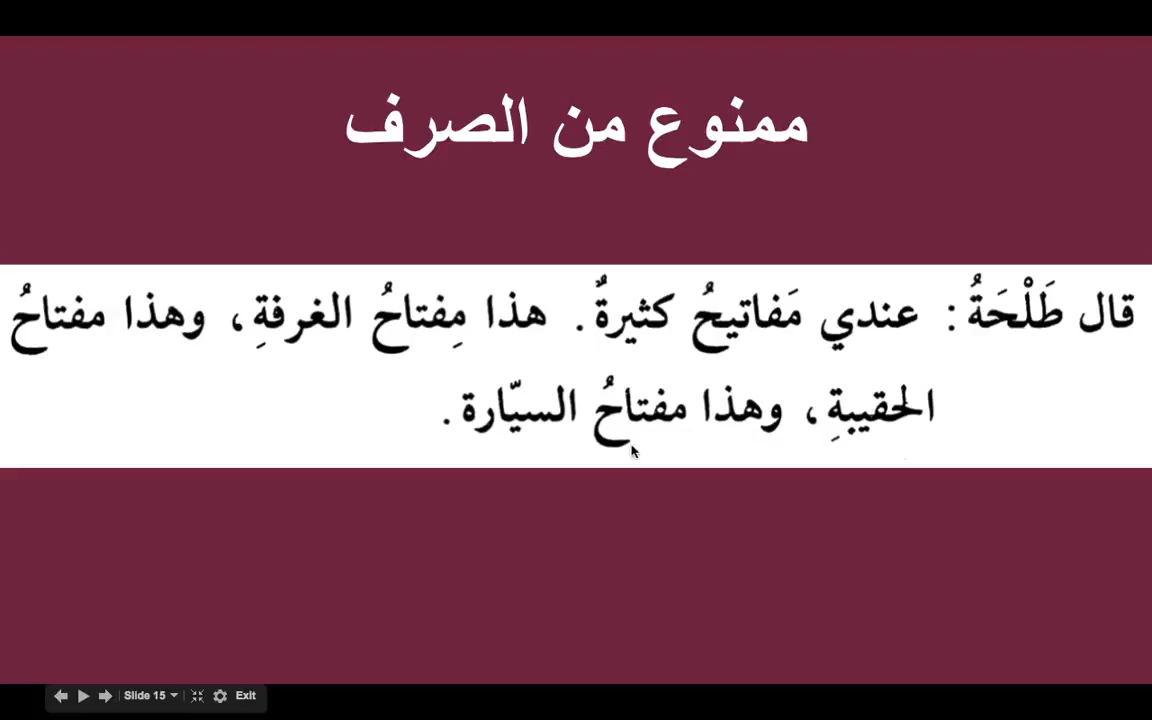 ممنوع من الصرف
قال طَلْحَةُ : عندي مَفاتيحُ كثيرةٌ . هذا مِفتاحُ الغرفةِ ، وهذا مفتاحُ
الحقيبةِ ، وهذا مفتاحُ السيّارة .
Slide 15
Exit